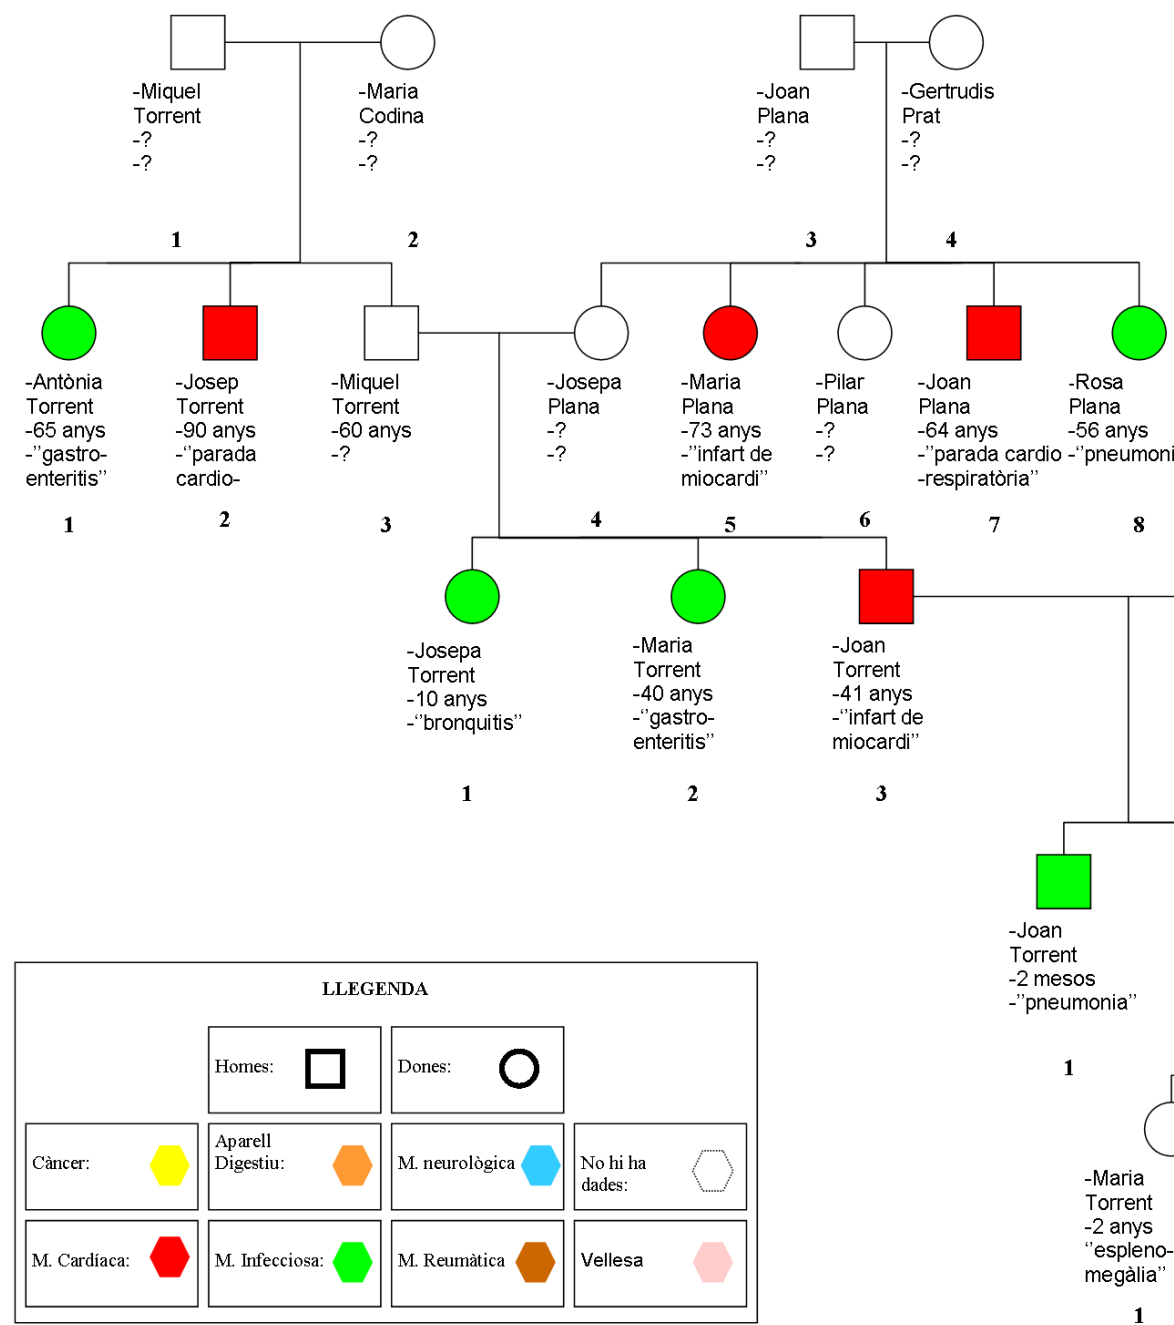 -Miquel
Torrent
-?
-?
-Maria
Codina
-?
-?
-Joan
Plana
-?
-?
-Gertrudis
Prat
-?
-?
1
2
3
4
-Antònia
Torrent
-65 anys
-"gastro-
enteritis"
-Josep
Torrent
-90 anys
-"parada
cardio-
-Miquel
Torrent
-60 anys
-?
-Josepa
Plana
-?
-?
-Maria
Plana
-73 anys
-"infart de
miocardi"
-Pilar
Plana
-?
-?
-Joan
Plana
-64 anys
-"parada cardio
-respiratòria"
-Rosa
Plana
-56 anys
-"pneumoni
1
2
3
4
5
6
7
8
-Josepa
Torrent
-10 anys
-"bronquitis"
-Maria
Torrent
-40 anys
-"gastro-
enteritis"
-Joan
Torrent
-41 anys
-"infart de
miocardi"
1
2
3
-Joan
Torrent
-2 mesos
-"pneumonia"
1
-Maria
Torrent
-2 anys
"espleno-
megàlia"
1
LLEGENDA
Homes:
Dones:
Càncer:
Aparell
Digestiu:
M. neurològica
No hi ha
dades:
M. Cardíaca:
M. Infecciosa:
M. Reumàtica
Vellesa